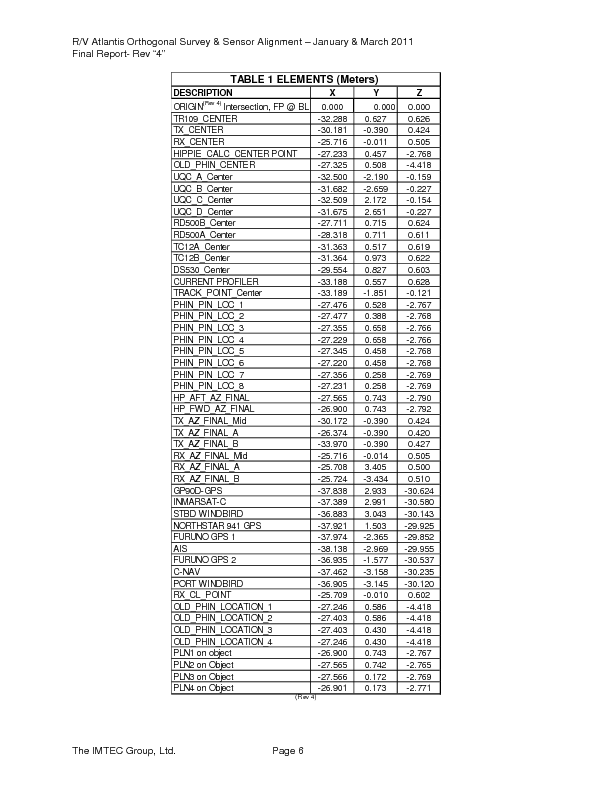 R/V Atlantis Orthogonal Survey & Sensor Alignment – January & March 2011
Final Report- Rev “4”
TABLE 1 ELEMENTS (Meters)
DESCRIPTION X Y Z
ORIGIN(Rev 4) Intersection, FP @ BL 0.000 0.000 0.000
TR109_CENTER -32.288 0.627 0.626
TX_CENTER -30.181 -0.390 0.424
RX_CENTER -25.716 -0.011 0.505
HIPPIE_CALC_CENTER POINT -27.233 0.457 -2.768
OLD_PHIN_CENTER -27.325 0.508 -4.418
UQC_A_Center -32.500 -2.190 -0.159
UQC_B_Center -31.682 -2.659 -0.227
UQC_C_Center -32.509 2.172 -0.154
UQC_D_Center -31.675 2.651 -0.227
RD500B_Center -27.711 0.715 0.624
RD500A_Center -28.318 0.711 0.611
TC12A_Center -31.363 0.517 0.619
TC12B_Center -31.364 0.973 0.622
DS530_Center -29.554 0.827 0.603
CURRENT PROFILER -33.188 0.557 0.628
TRACK_POINT_Center -33.189 -1.851 -0.121
PHIN_PIN_LOC_1 -27.476 0.528 -2.767
PHIN_PIN_LOC_2 -27.477 0.388 -2.768
PHIN_PIN_LOC_3 -27.355 0.658 -2.766
PHIN_PIN_LOC_4 -27.229 0.658 -2.766
PHIN_PIN_LOC_5 -27.345 0.458 -2.768
PHIN_PIN_LOC_6 -27.220 0.458 -2.768
PHIN_PIN_LOC_7 -27.356 0.258 -2.769
PHIN_PIN_LOC_8 -27.231 0.258 -2.769
HP_AFT_AZ_FINAL -27.565 0.743 -2.790
HP_FWD_AZ_FINAL -26.900 0.743 -2.792
TX_AZ_FINAL_Mid -30.172 -0.390 0.424
TX_AZ_FINAL_A -26.374 -0.390 0.420
TX_AZ_FINAL_B -33.970 -0.390 0.427
RX_AZ_FINAL_Mid -25.716 -0.014 0.505
RX_AZ_FINAL_A -25.708 3.405 0.500
RX_AZ_FINAL_B -25.724 -3.434 0.510
GP90D-GPS -37.838 2.933 -30.624
INMARSAT-C -37.389 2.991 -30.580
STBD WINDBIRD -36.883 3.043 -30.143
NORTHSTAR 941 GPS -37.921 1.503 -29.925
FURUNO GPS 1 -37.974 -2.365 -29.852
AIS -38.138 -2.969 -29.955
FURUNO GPS 2 -36.935 -1.577 -30.537
C-NAV -37.462 -3.158 -30.235
PORT WINDBIRD -36.905 -3.145 -30.120
RX_CL_POINT -25.709 -0.010 0.602
OLD_PHIN_LOCATION_1 -27.246 0.586 -4.418
OLD_PHIN_LOCATION_2 -27.403 0.586 -4.418
OLD_PHIN_LOCATION_3 -27.403 0.430 -4.418
OLD_PHIN_LOCATION_4 -27.246 0.430 -4.418
PLN1 on object -26.900 0.743 -2.767
PLN2 on Object -27.565 0.742 -2.765
PLN3 on Object -27.566 0.172 -2.769
PLN4 on Object -26.901 0.173 -2.771
(Rev 4)
The IMTEC Group, Ltd. Page 6